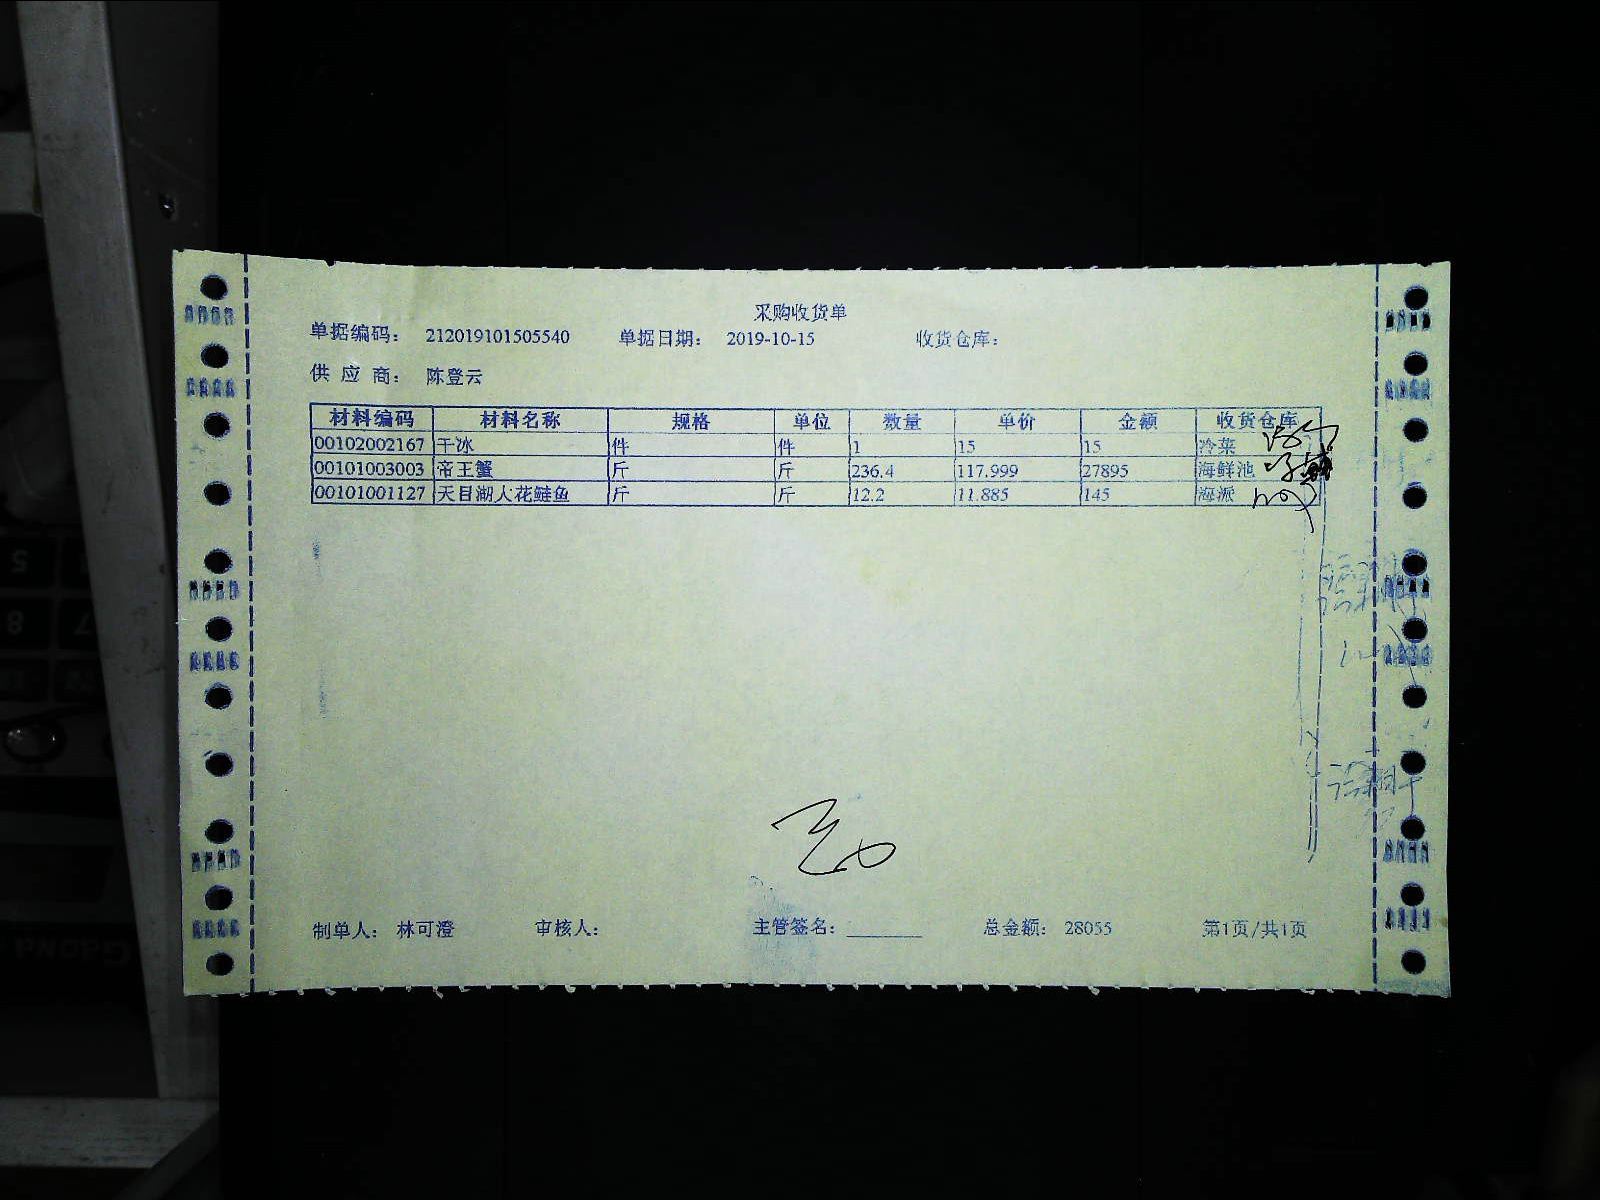 采购收货单
单据编码： 212019101505540 单据日期： 2019-10-15 收货仓库：
供 应 商： 陈登云
材料编码 材料名称 规格 单位 数量 单价 金额 收货仓库
00102002167 干冰 件 件 1 15 15 冷菜
00101003003 帝王蟹 斤 斤 236.4 117.999 27895 海鲜池
00101001127 天目湖大花鲢鱼 斤 斤 12.2 11.885 145 海派
制单人： 林可澄 审核人： 主管签名：________ 总金额： 28055 第1页/共1页